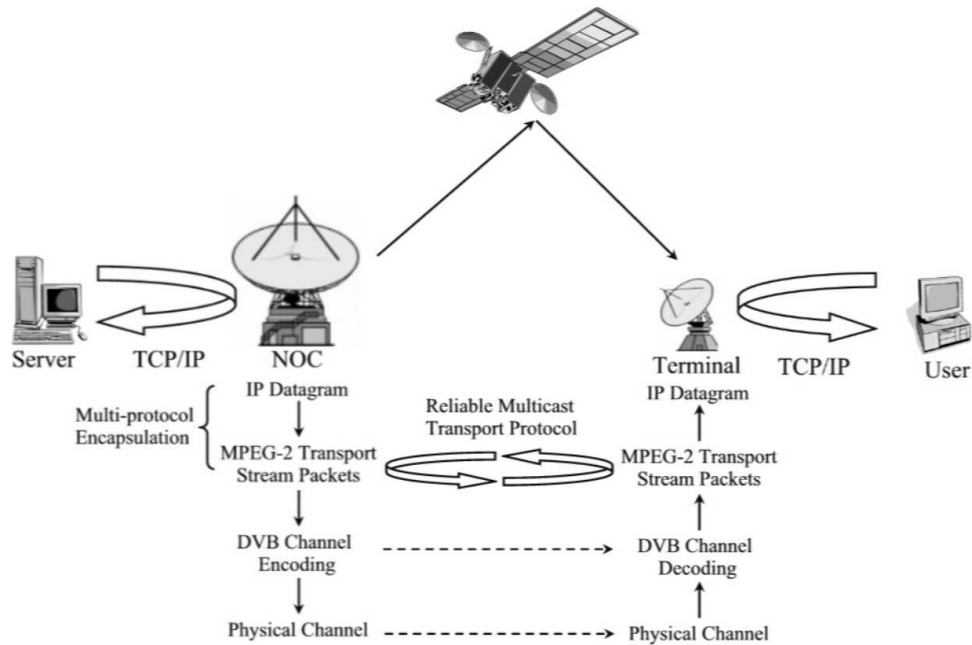 Server
TCP/IP
NOC
Terminal
TCP/IP
User
IP Datagram
IP Datagram
Multi-protocol
Encapsulation
Reliable Multicast
Transport Protocol
MPEG-2 Transport
Stream Packets
MPEG-2 Transport
Stream Packets
DVB Channel
Encoding
DVB Channel
Decoding
Physical Channel
Physical Channel